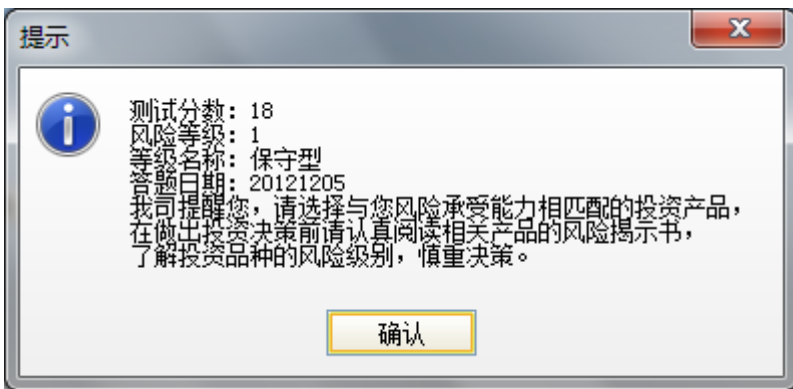 提示
测试分数：18
风险等级：1
等级名称：保守型
答题日期：20121205
我司提醒您，请选择与您风险承受能力相匹配的投资产品，
在做出投资决策前请认真阅读相关产品的风险揭示书，
了解投资品种的风险级别，慎重决策。
确认